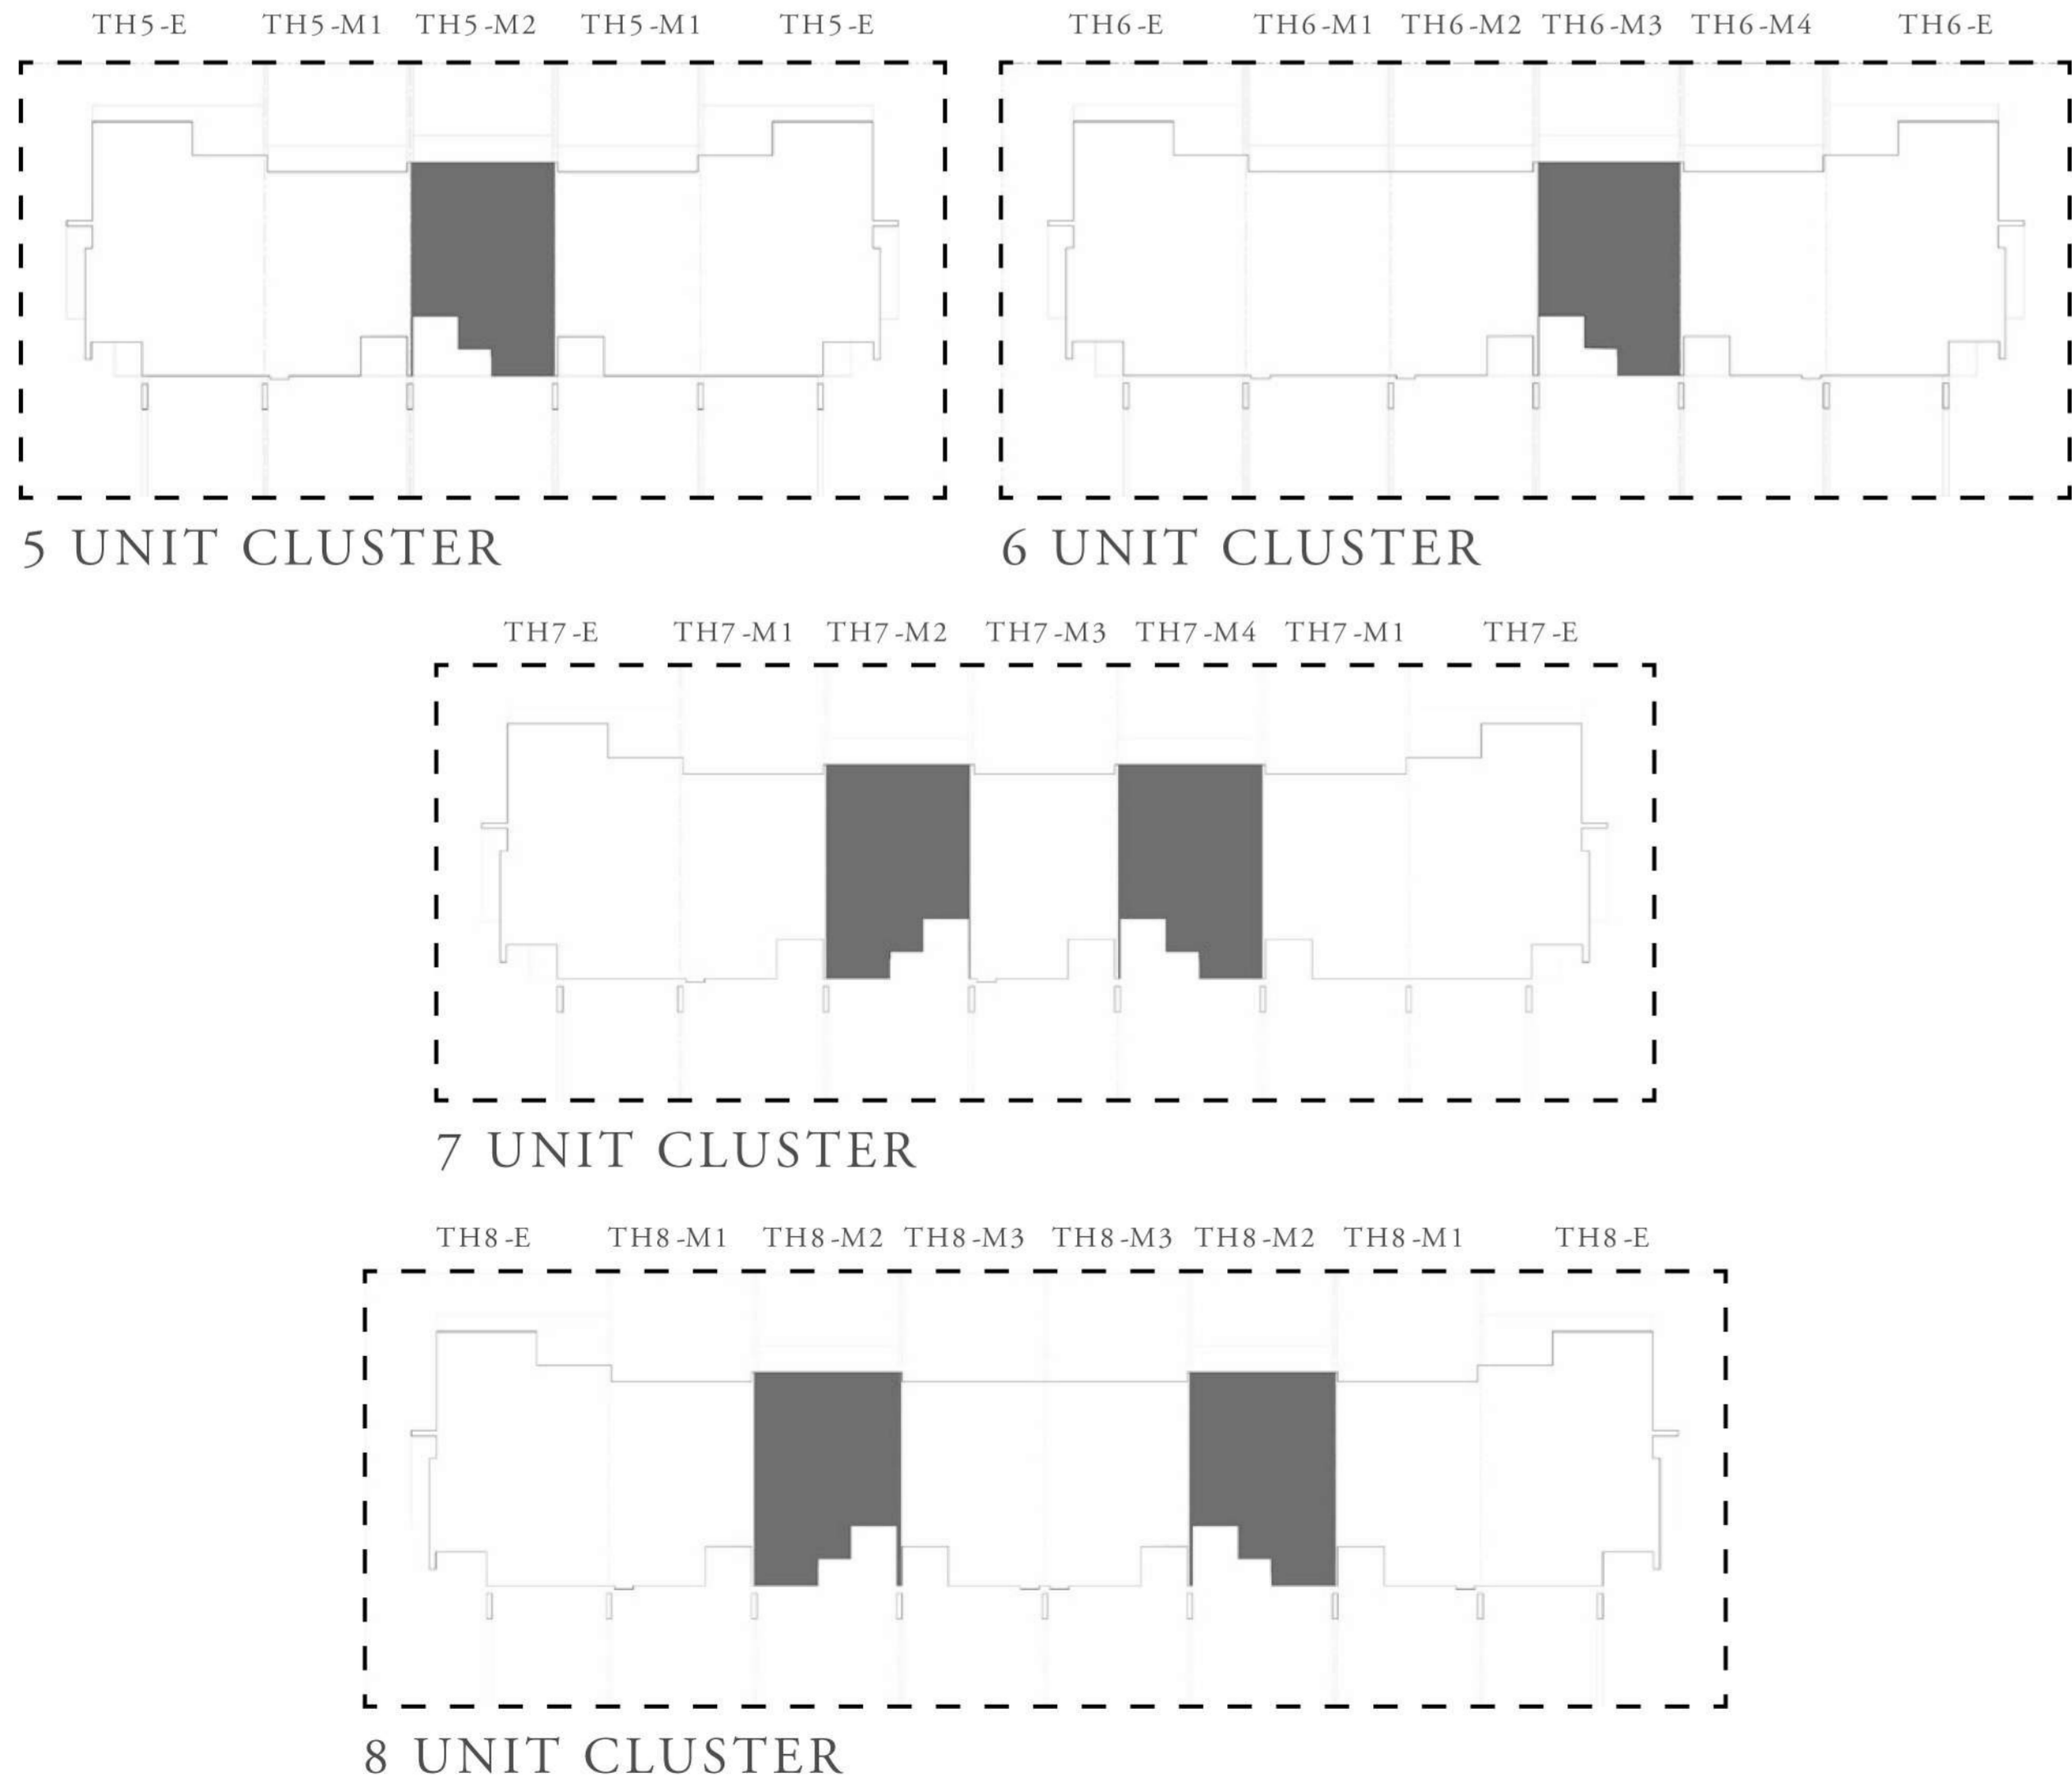 TH5-E TH5-M1 TH5-M2 TH5-M1 TH5-E
5 UNIT CLUSTER
TH6-E TH6-M1 TH6-M2 TH6-M3 TH6-M4 TH6-E
6 UNIT CLUSTER
TH7-E TH7-M1 TH7-M2 TH7-M3 TH7-M4 TH7-M1 TH7-E
7 UNIT CLUSTER
TH8-E TH8-M1 TH8-M2 TH8-M3 TH8-M3 TH8-M2 TH8-M1 TH8-E
8 UNIT CLUSTER